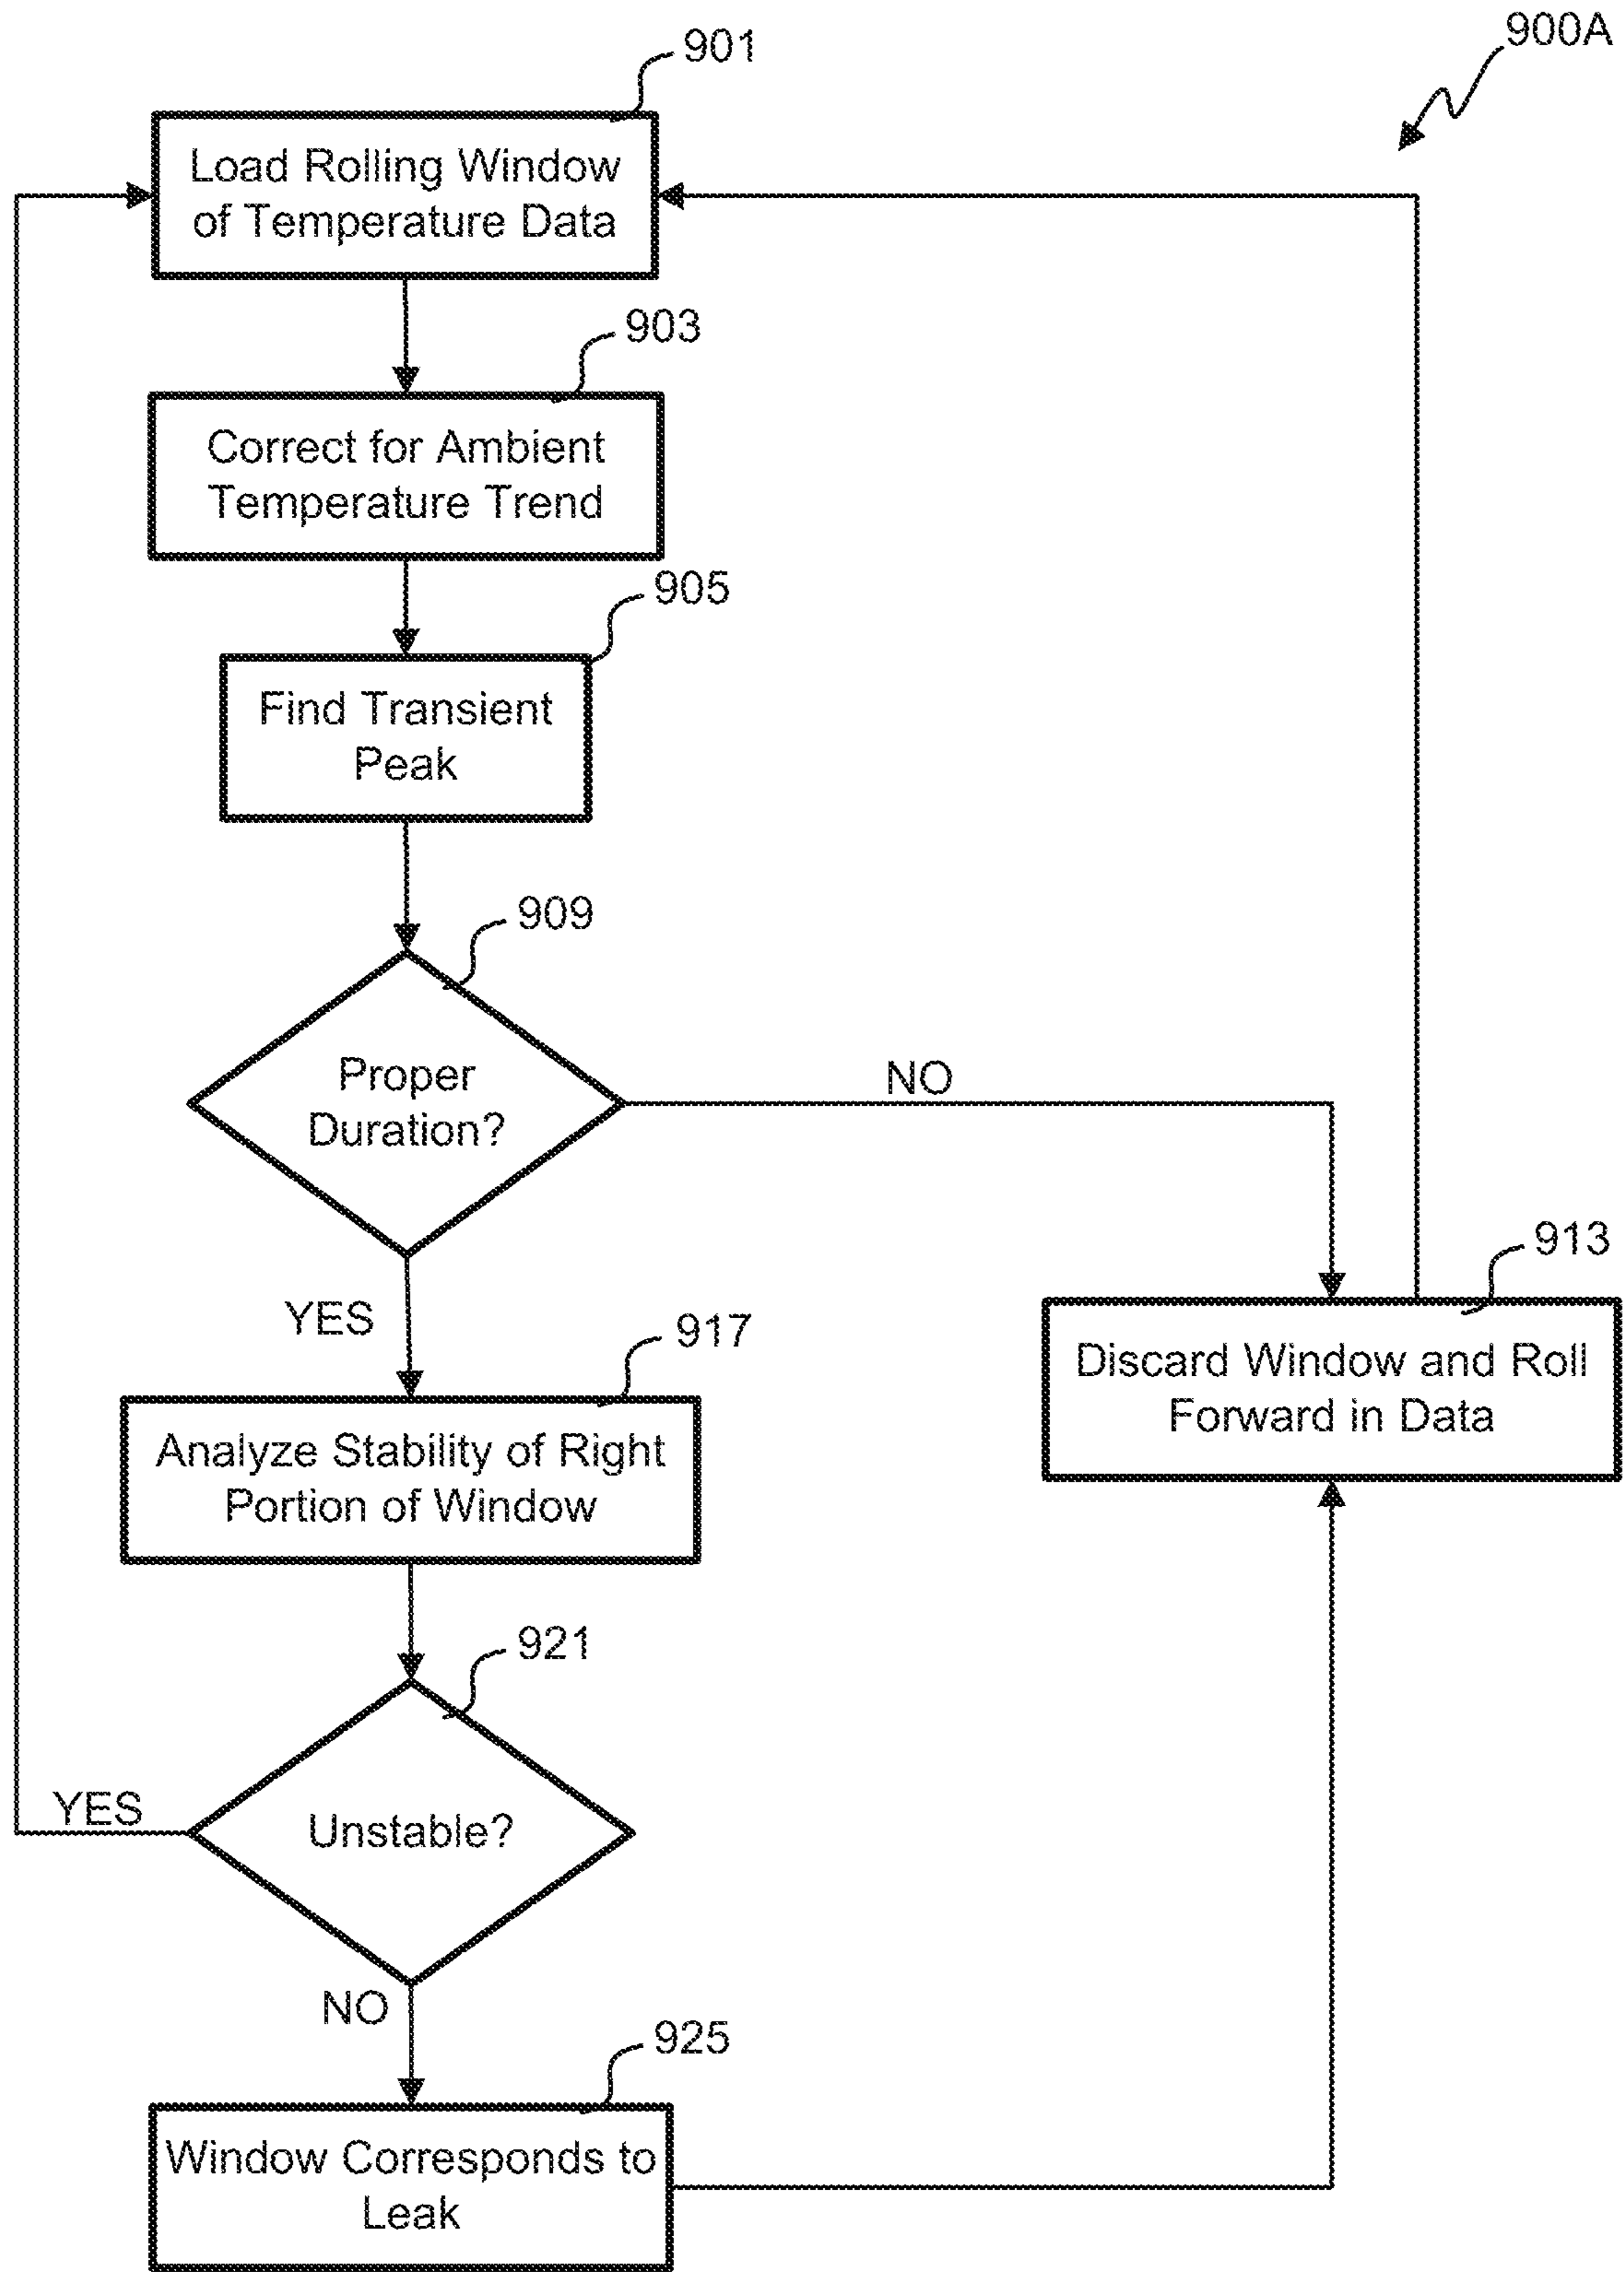 901
900A
Load Rolling Window
of Temperature Data
903
Correct for Ambient
Temperature Trend
905
Find Transient
Peak
909
Proper
Duration?
NO
YES
913
Discard Window and Roll
Forward in Data
917
Analyze Stability of Right
Portion of Window
921
Unstable?
YES
NO
925
Window Corresponds to
Leak